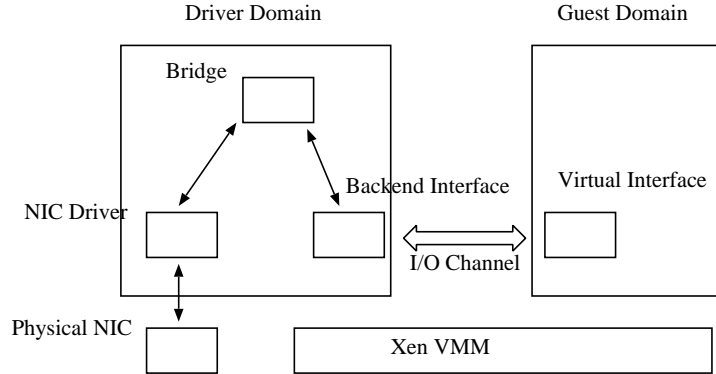 Driver Domain
Guest Domain
Bridge
Backend Interface
Virtual Interface
NIC Driver
I/O Channel
Physical NIC
Xen VMM